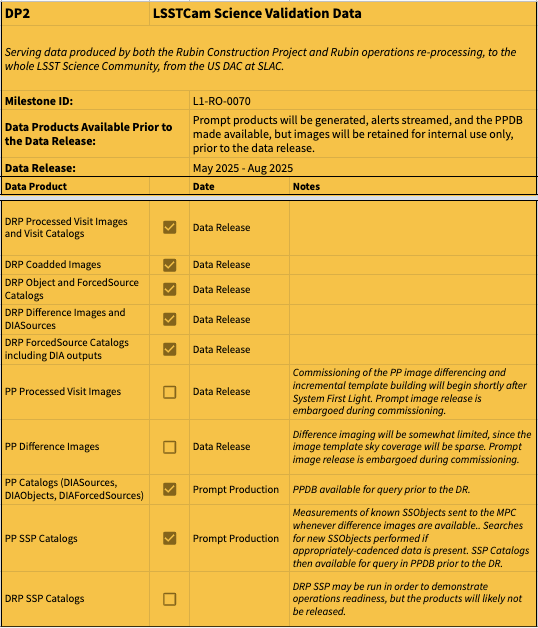 DP2 LSSTCam Science Validation Data
Serving data produced by both the Rubin Construction Project and Rubin operations re-processing, to the
whole LSST Science Community, from the US DAC at SLAC.
Milestone ID: L1-RO-0070
Data Products Available Prior to
the Data Release:
Prompt products will be generated, alerts streamed, and the PPDB
made available, but images will be retained for internal use only,
prior to the data release.
Data Release: May 2025 - Aug 2025
Data Product Date Notes
DRP Processed Visit Images
and Visit Catalogs
Data Release
DRP Coadded Images Data Release
DRP Object and ForcedSource
Catalogs
Data Release
DRP Difference Images and
DIASources
Data Release
DRP ForcedSource Catalogs
including DIA outputs
Data Release
PP Processed Visit Images Data Release
Commissioning of the PP image differencing and
incremental template building will begin shortly after
System First Light. Prompt image release is
embargoed during commissioning.
PP Difference Images Data Release
Difference imaging will be somewhat limited, since the
image template sky coverage will be sparse. Prompt
image release is embargoed during commissioning.
PP Catalogs (DIASources,
DIAObjects, DIAForcedSources)
Prompt Production
PPDB available for query prior to the DR.
PP SSP Catalogs Prompt Production
Measurements of known SSObjects sent to the MPC
whenever difference images are available.. Searches
for new SSObjects performed if
appropriately-cadenced data is present. SSP Catalogs
then available for query in PPDB prior to the DR.
DRP SSP Catalogs
DRP SSP may be run in order to demonstrate
operations readiness, but the products will likely not
be released.